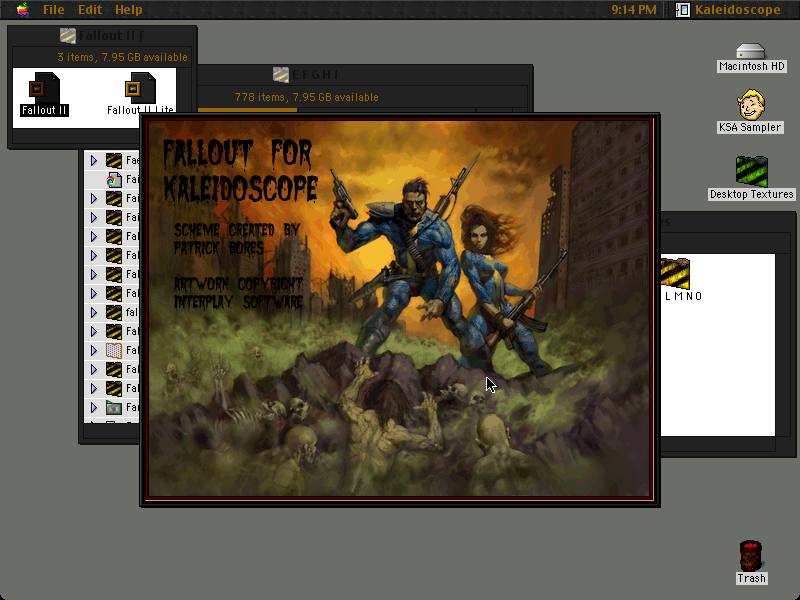 File Edit Help
9:14 PM
Kaleidoscope
Fallout II ƒ
3 items, 7.95 GB available
Fallout II
Fallout II Lite
E F G H I
778 items, 7.95 GB available
Macintosh HD
KSA Sampler
Desktop Textures
L M N O
Trash
FALLOUT FOR
KALEIDOSCOPE
SCHEME CREATED BY
PATRICK BORES
ARTWORK COPYRIGHT
INTERPLAY SOFTWARE